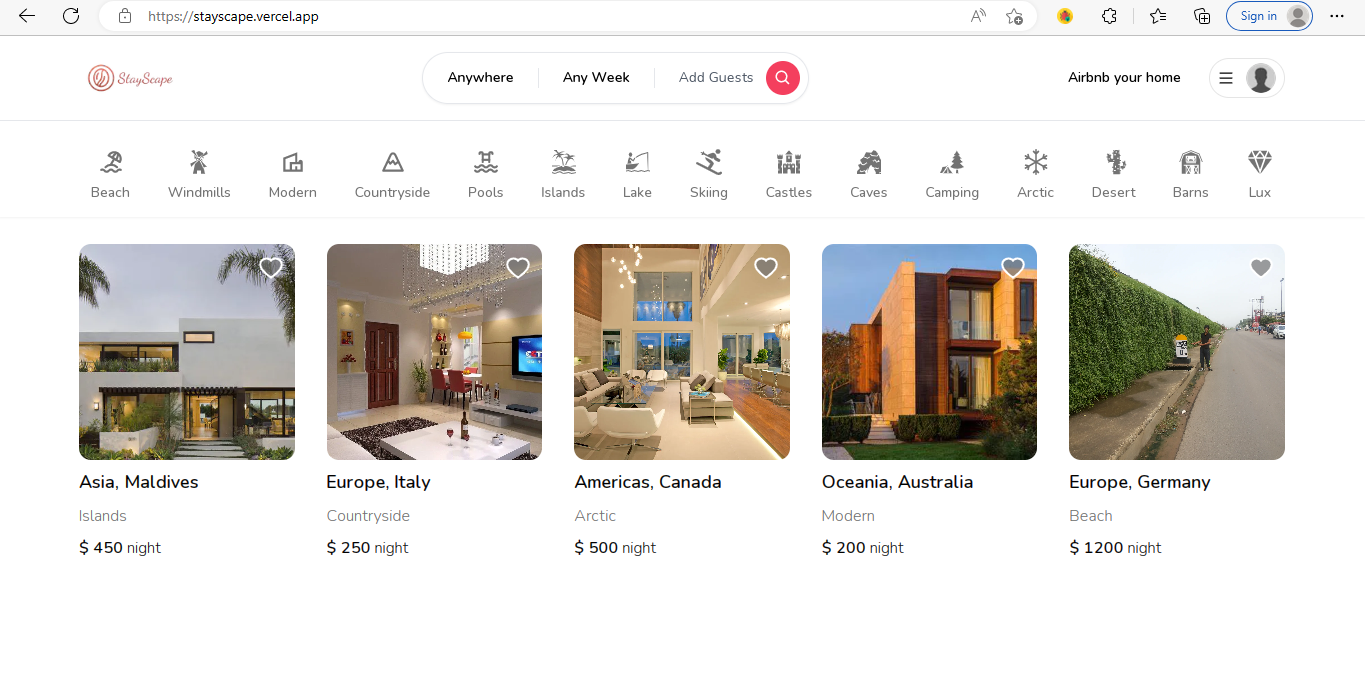 https://stayscape.vercel.app
Sign in
StayScape
Anywhere
Any Week
Add Guests
Airbnb your home
Beach
Windmills
Modern
Countryside
Pools
Islands
Lake
Skiing
Castles
Caves
Camping
Arctic
Desert
Barns
Lux
Asia, Maldives
Islands
$ 450 night
Europe, Italy
Countryside
$ 250 night
Americas, Canada
Arctic
$ 500 night
Oceania, Australia
Modern
$ 200 night
Europe, Germany
Beach
$ 1200 night